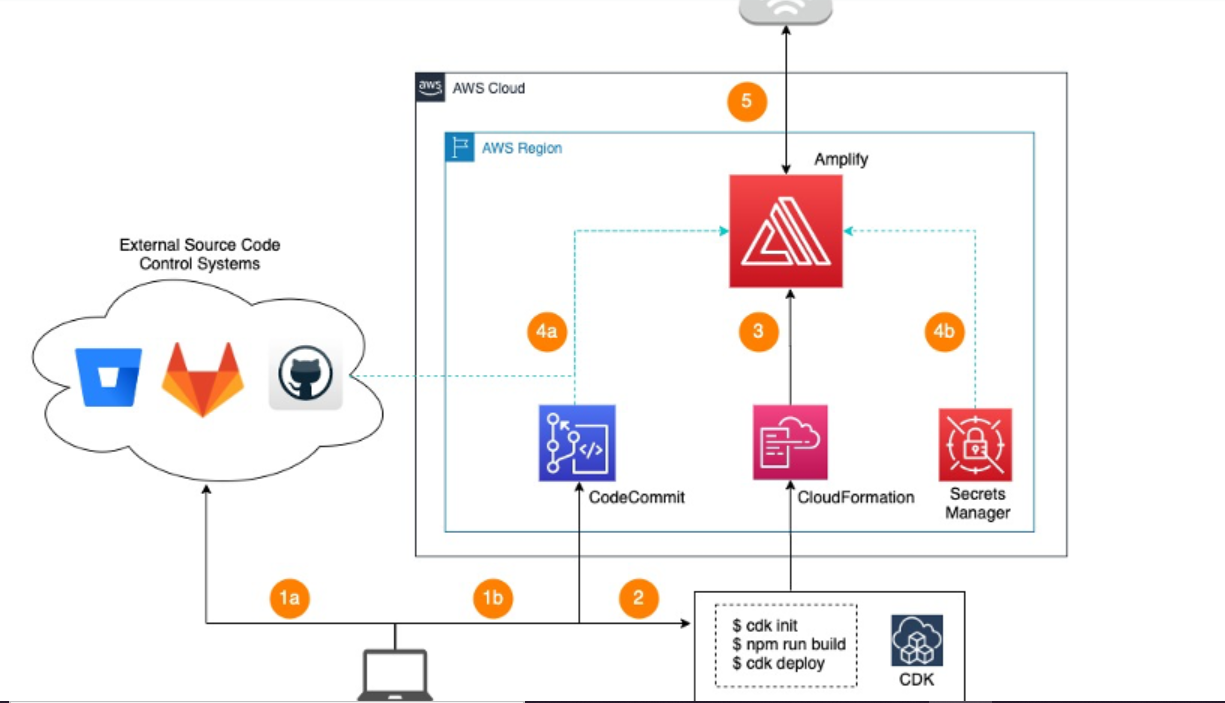 aws
AWS Cloud
5
AWS Region
Amplify
External Source Code
Control Systems
4a
3
4b
</>
CodeCommit
CloudFormation
Secrets
Manager
1a
1b
2
$ cdk init
$ npm run build
$ cdk deploy
CDK